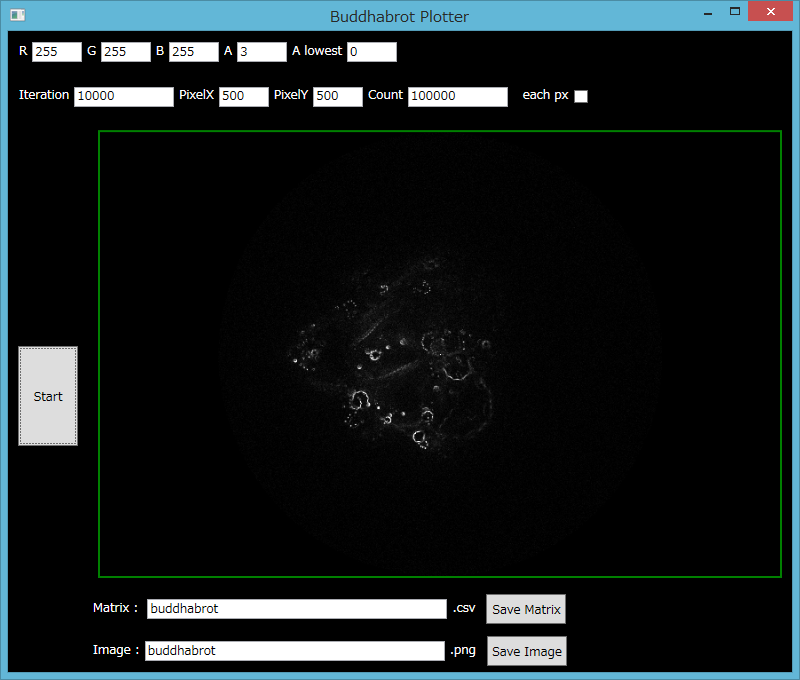 Buddhabrot Plotter
R 255 G 255 B 255 A 3 A lowest 0
Iteration 10000 PixelX 500 PixelY 500 Count 100000 each px
Start
Matrix : buddhabrot .csv Save Matrix
Image : buddhabrot .png Save Image